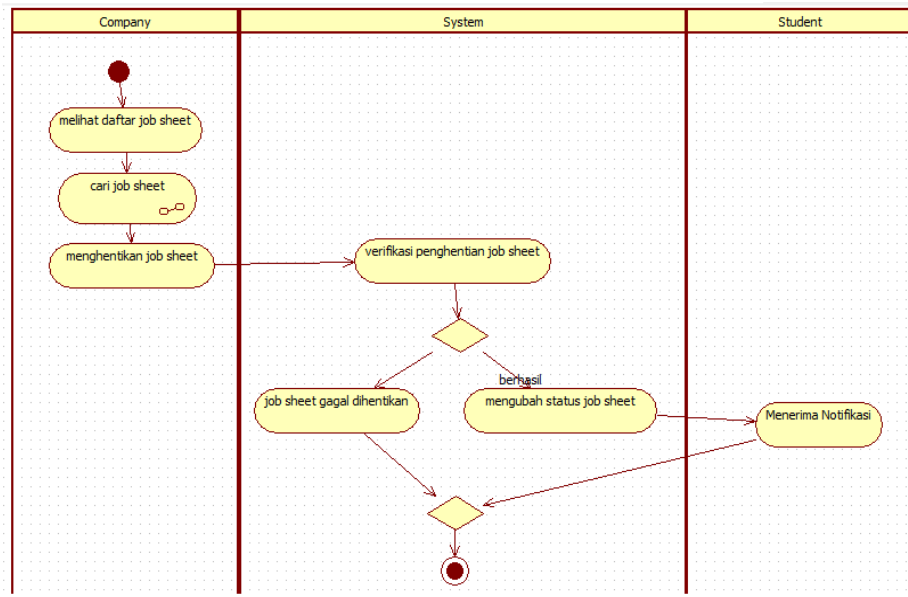 Company
System
Student
melihat daftar job sheet
cari job sheet
menghentikan job sheet
verifikasi penghentian job sheet
berhasil
job sheet gagal dihentikan
mengubah status job sheet
Menerima Notifikasi